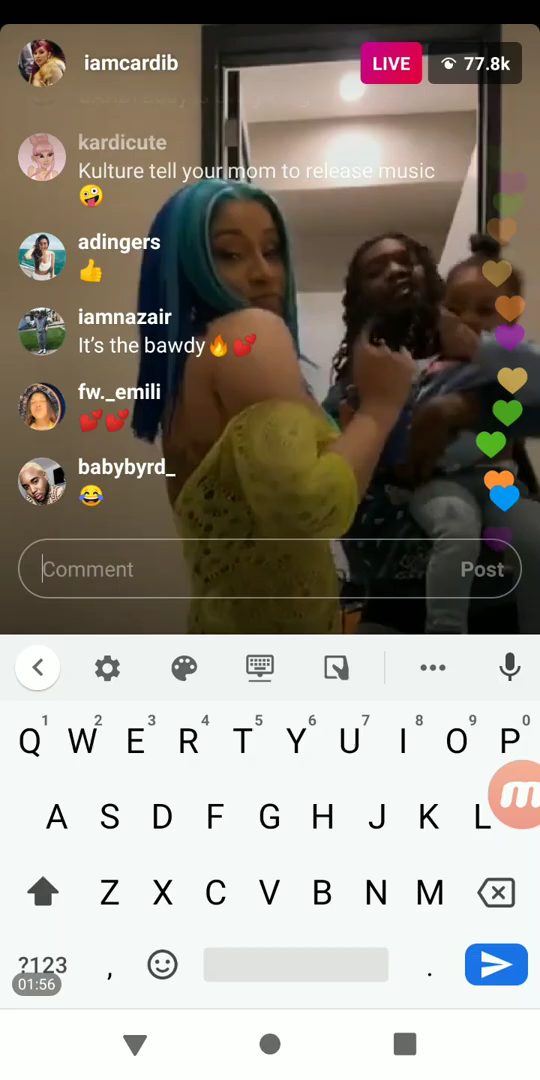 iamcardib
LIVE
77.8k
kardicute
Kulture tell your mom to release music
🤪
adingers
👍
iamnazair
It's the bawdy🔥💕
fw._emili
💕💕
babybyrd_
😂
Comment
Post
1 2 3 4 5 6 7 8 9 0
Q W E R T Y U I O P
A S D F G H J K L
Z X C V B N M
?123 , .
01:56